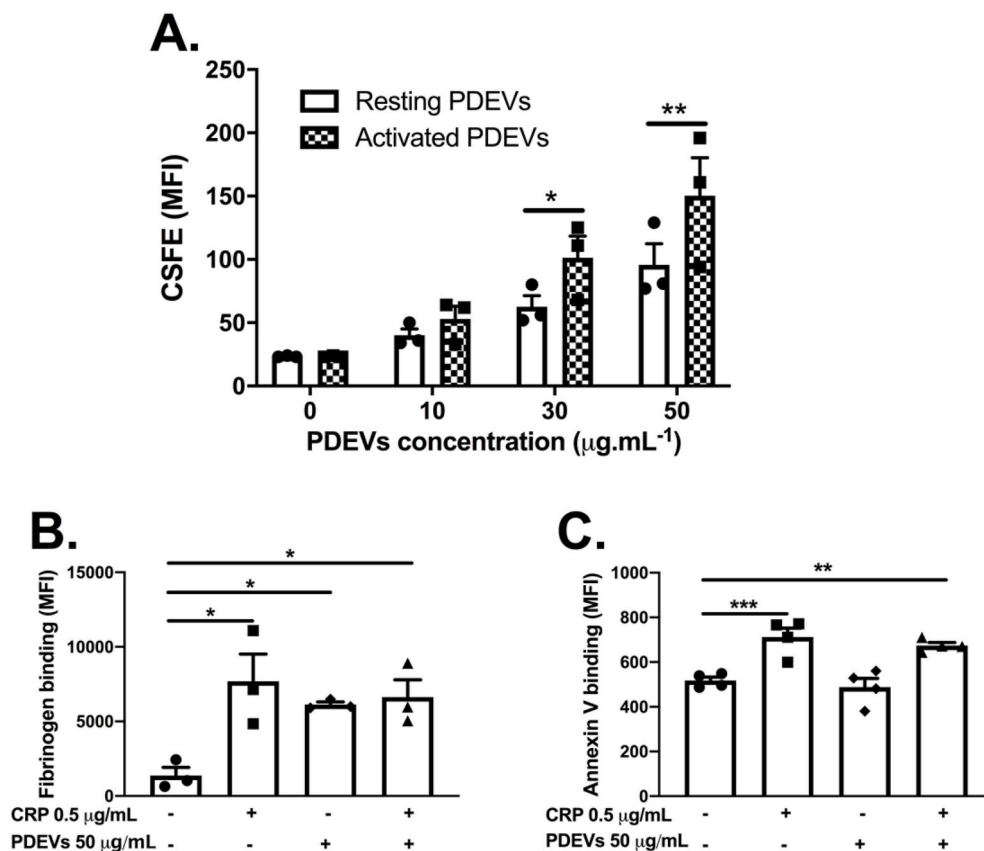 A.
250
200
150
100
50
0
CSFE (MFI)
Resting PDEVs
Activated PDEVs
*
**
0 10 30 50
PDEVs concentration (μg.mL-1)
B.
15000
10000
5000
0
Fibrinogen binding (MFI)
*
*
*
CRP 0.5 μg/mL - + - +
PDEVs 50 μg/mL - - + +
C.
1000
800
600
400
200
0
Annexin V binding (MFI)
**
***
CRP 0.5 μg/mL - + - +
PDEVs 50 μg/mL - - + +